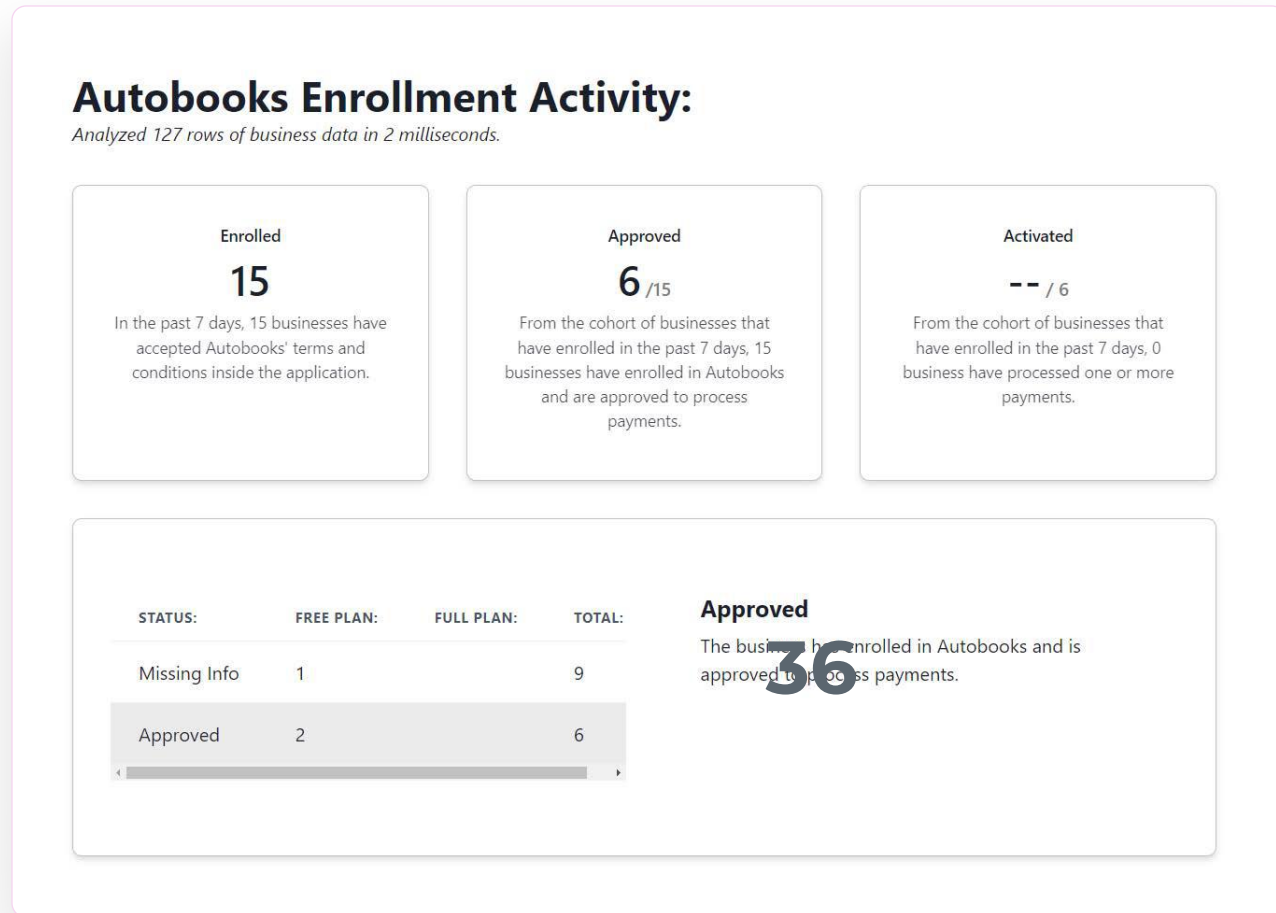 Autobooks Enrollment Activity:
Analyzed 127 rows of business data in 2 milliseconds.
Enrolled
15
In the past 7 days, 15 businesses have
accepted Autobooks' terms and
conditions inside the application.
Approved
6 /15
From the cohort of businesses that
have enrolled in the past 7 days, 15
businesses have enrolled in Autobooks
and are approved to process
payments.
Activated
-- / 6
From the cohort of businesses that
have enrolled in the past 7 days, 0
business have processed one or more
payments.
STATUS: FREE PLAN: FULL PLAN: TOTAL:
Missing Info 1 9
Approved 2 6
Approved
The business has enrolled in Autobooks and is
approved to process payments.
36